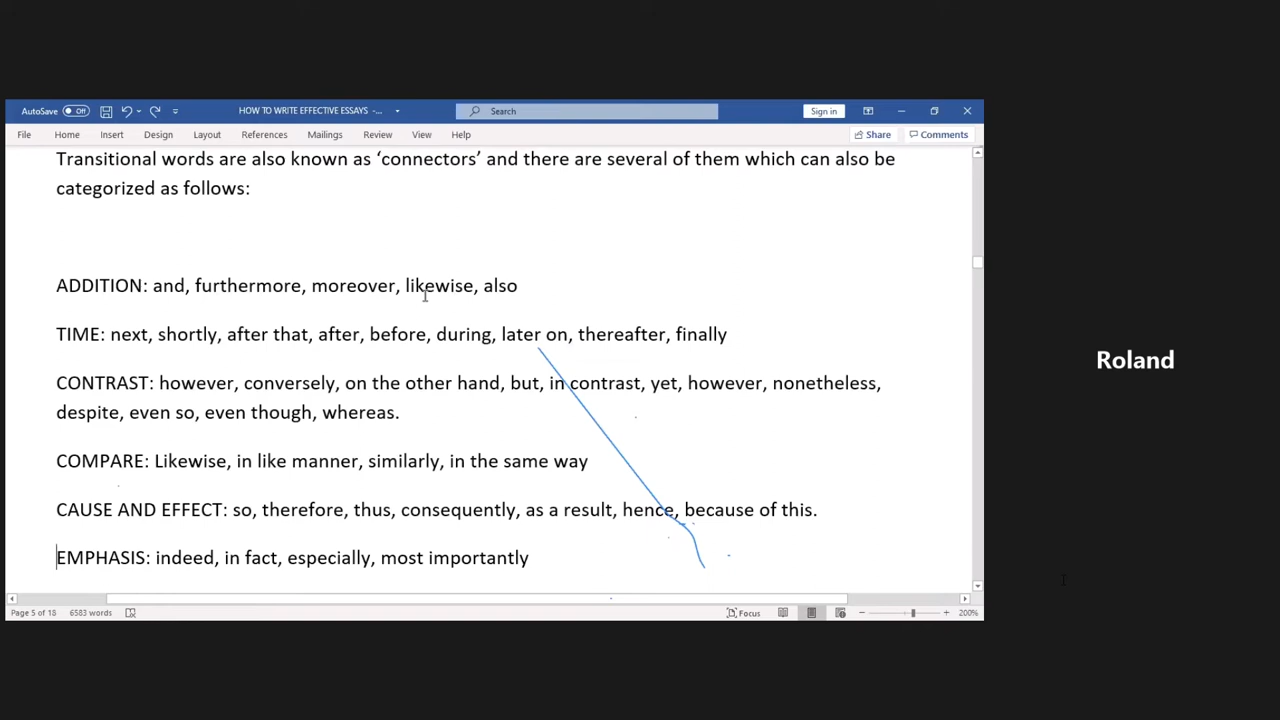 AutoSave Off HOW TO WRITE EFFECTIVE ESSAYS -... Search Sign in
File Home Insert Design Layout References Mailings Review View Help Share Comments
Transitional words are also known as ‘connectors’ and there are several of them which can also be
categorized as follows:
ADDITION: and, furthermore, moreover, likewise, also
TIME: next, shortly, after that, after, before, during, later on, thereafter, finally
Roland
CONTRAST: however, conversely, on the other hand, but, in contrast, yet, however, nonetheless,
despite, even so, even though, whereas.
COMPARE: Likewise, in like manner, similarly, in the same way
CAUSE AND EFFECT: so, therefore, thus, consequently, as a result, hence, because of this.
EMPHASIS: indeed, in fact, especially, most importantly
Page 5 of 18 6583 words Focus 200%